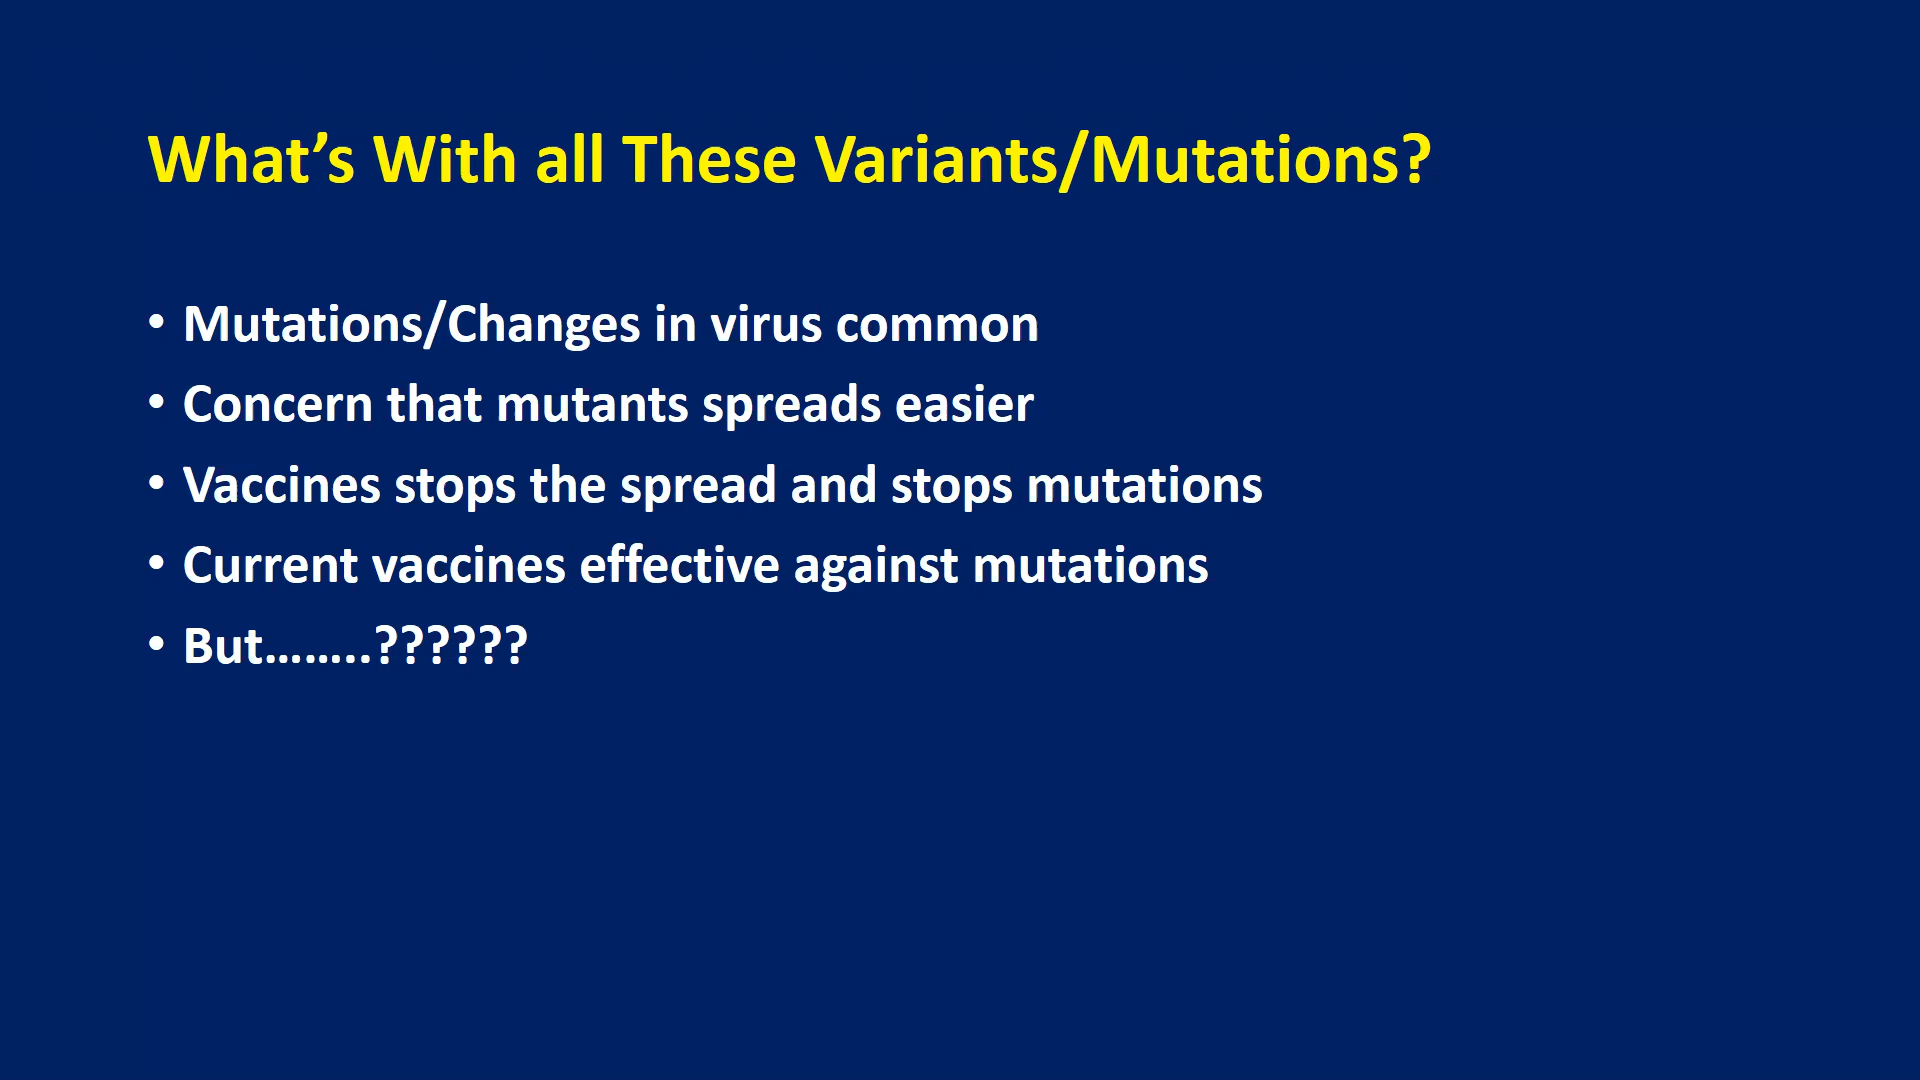 What’s With all These Variants/Mutations?
• Mutations/Changes in virus common
• Concern that mutants spreads easier
• Vaccines stops the spread and stops mutations
• Current vaccines effective against mutations
• But……..??????